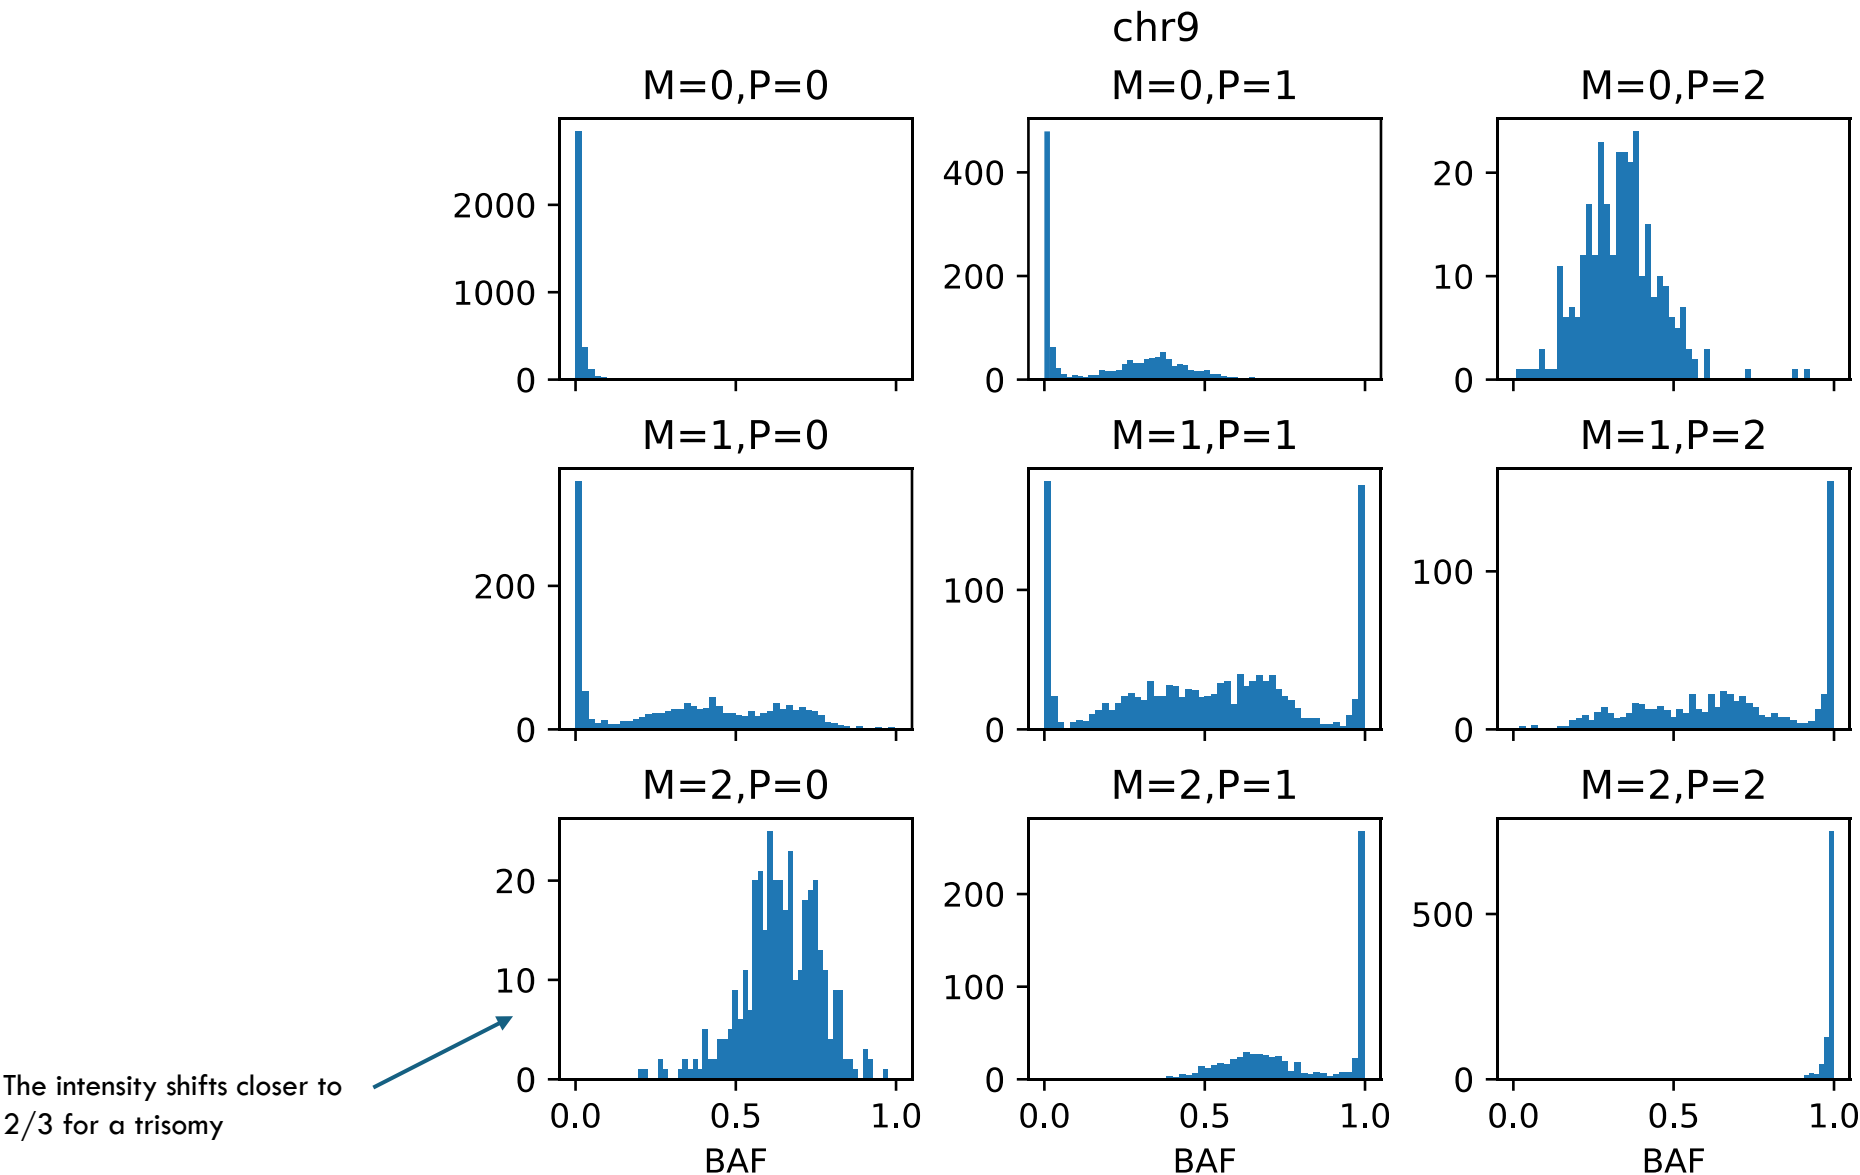 chr9
M=0,P=0
M=0,P=1
M=0,P=2
2000
1000
0
400
200
0
20
10
0
M=1,P=0
M=1,P=1
M=1,P=2
200
0
100
0
100
0
M=2,P=0
M=2,P=1
M=2,P=2
20
10
0
200
100
0
500
0
The intensity shifts closer to
2/3 for a trisomy
0.0 0.5 1.0
0.0 0.5 1.0
0.0 0.5 1.0
BAF
BAF
BAF